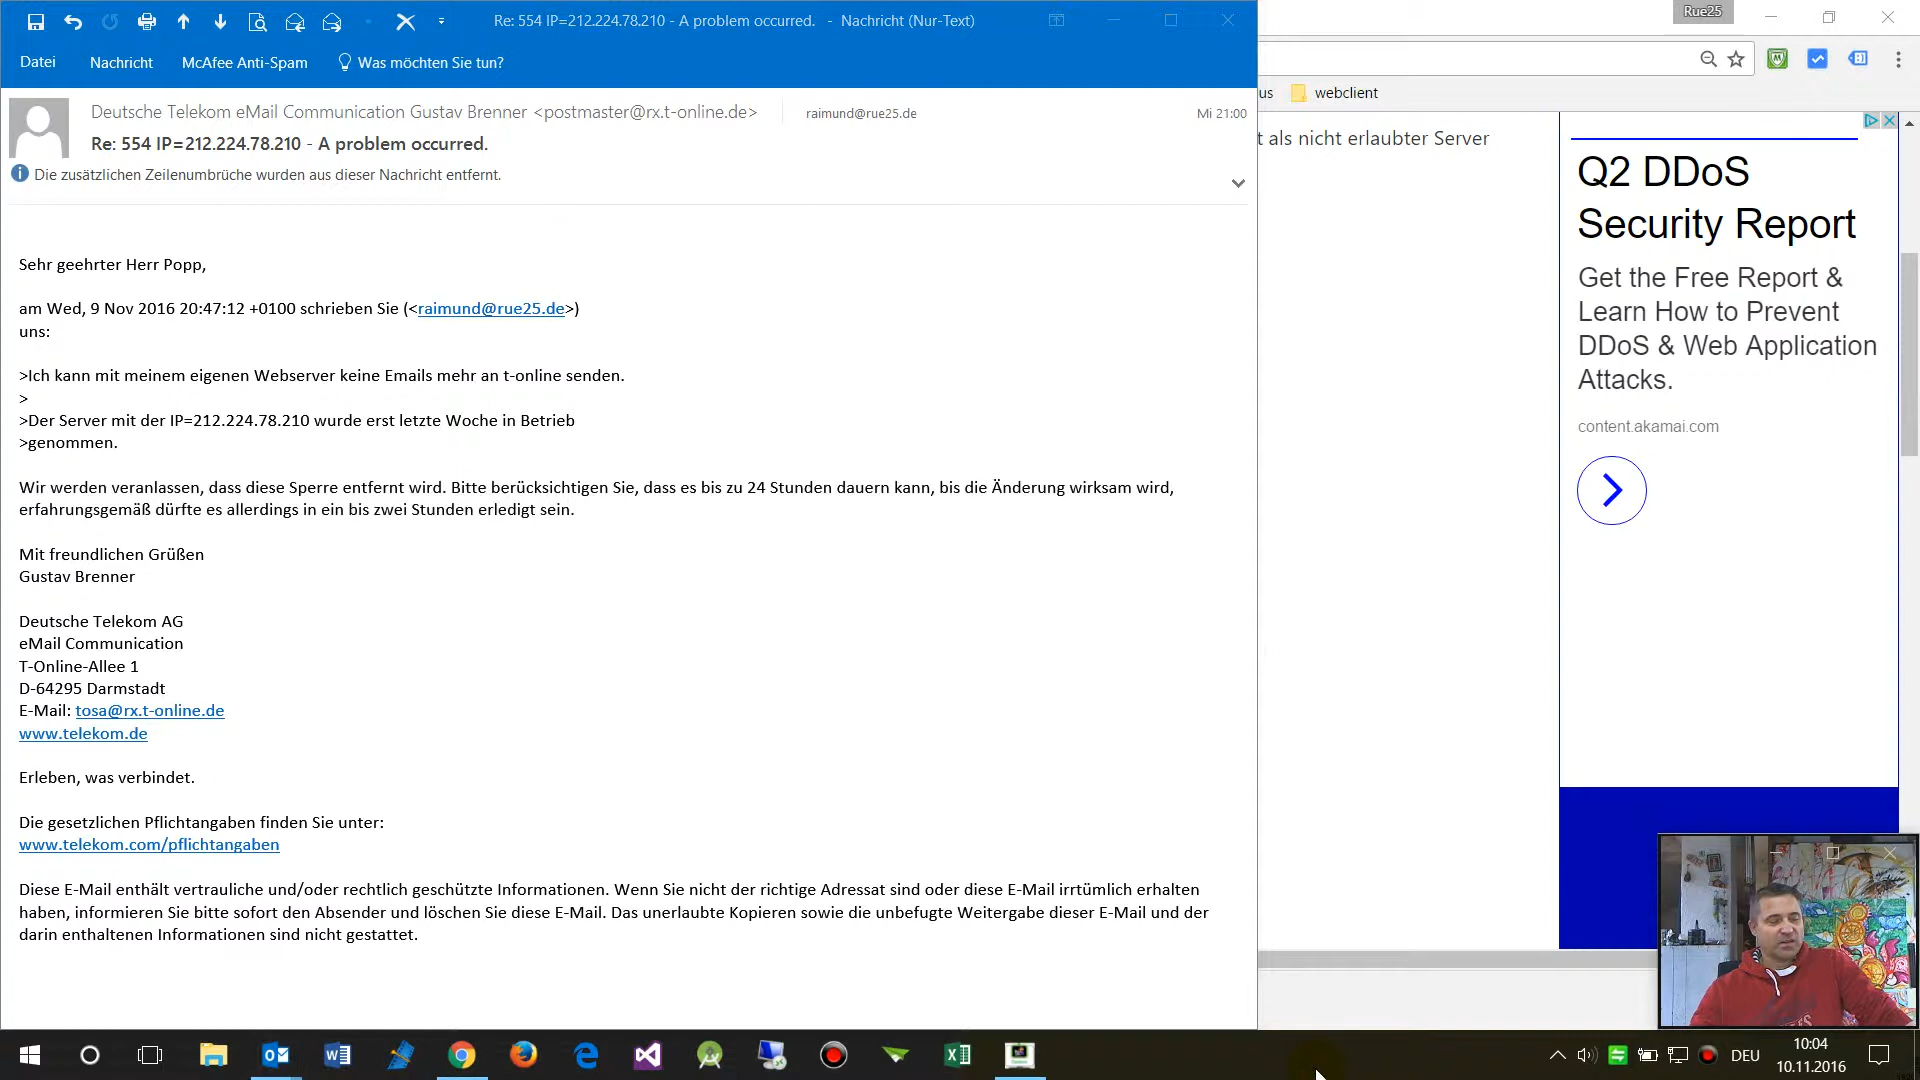 Re: 554 IP=212.224.78.210 - A problem occurred. - Nachricht (Nur-Text)
Rue25
Datei Nachricht McAfee Anti-Spam Was möchten Sie tun?
us webclient
Deutsche Telekom eMail Communication Gustav Brenner <postmaster@rx.t-online.de> raimund@rue25.de Mi 21:00
Re: 554 IP=212.224.78.210 - A problem occurred.
Die zusätzlichen Zeilenumbrüche wurden aus dieser Nachricht entfernt.
t als nicht erlaubter Server
Sehr geehrter Herr Popp,
am Wed, 9 Nov 2016 20:47:12 +0100 schrieben Sie (<raimund@rue25.de>)
uns:
>Ich kann mit meinem eigenen Webserver keine Emails mehr an t-online senden.
>
>Der Server mit der IP=212.224.78.210 wurde erst letzte Woche in Betrieb
>genommen.
Wir werden veranlassen, dass diese Sperre entfernt wird. Bitte berücksichtigen Sie, dass es bis zu 24 Stunden dauern kann, bis die Änderung wirksam wird,
erfahrungsgemäß dürfte es allerdings in ein bis zwei Stunden erledigt sein.
Mit freundlichen Grüßen
Gustav Brenner
Deutsche Telekom AG
eMail Communication
T-Online-Allee 1
D-64295 Darmstadt
E-Mail: tosa@rx.t-online.de
www.telekom.de
Erleben, was verbindet.
Die gesetzlichen Pflichtangaben finden Sie unter:
www.telekom.com/pflichtangaben
Diese E-Mail enthält vertrauliche und/oder rechtlich geschützte Informationen. Wenn Sie nicht der richtige Adressat sind oder diese E-Mail irrtümlich erhalten
haben, informieren Sie bitte sofort den Absender und löschen Sie diese E-Mail. Das unerlaubte Kopieren sowie die unbefugte Weitergabe dieser E-Mail und der
darin enthaltenen Informationen sind nicht gestattet.
Q2 DDoS
Security Report
Get the Free Report &
Learn How to Prevent
DDoS & Web Application
Attacks.
content.akamai.com
DEU
10:04
10.11.2016